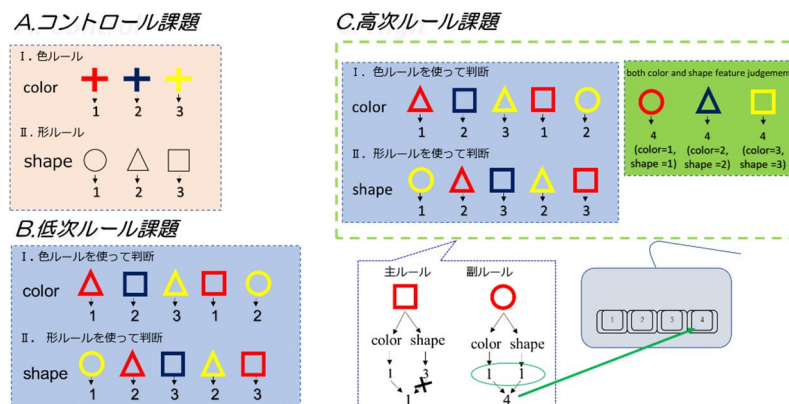 A.コントロール課題
Ⅰ. 色ルール
color
1 2 3
Ⅱ. 形ルール
shape
1 2 3
B.低次ルール課題
Ⅰ. 色ルールを使って判断
color
1 2 3 1 2
Ⅱ. 形ルールを使って判断
shape
1 2 3 2 3
C.高次ルール課題
Ⅰ. 色ルールを使って判断
color
1 2 3 1 2
Ⅱ. 形ルールを使って判断
shape
1 2 3 2 3
both color and shape feature judgement
4 4 4
(color=1, (color=2, (color=3,
shape =1) shape =2) shape =3)
主ルール 副ルール
color shape color shape
1 3 1 1
1 4
1 2 3 4